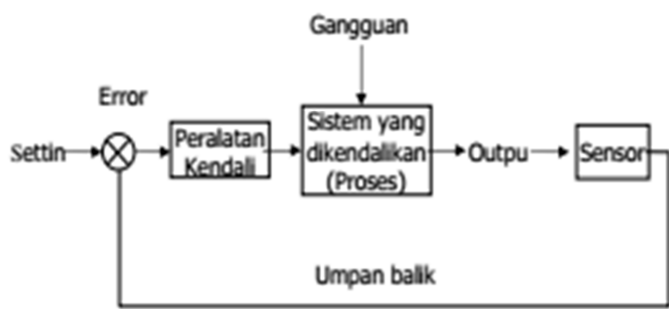 Gangguan
Error
Settin
Peralatan
Kendali
Sistem yang
dikendalikan
(Proses)
Outpu
Sensor
Umpan balik